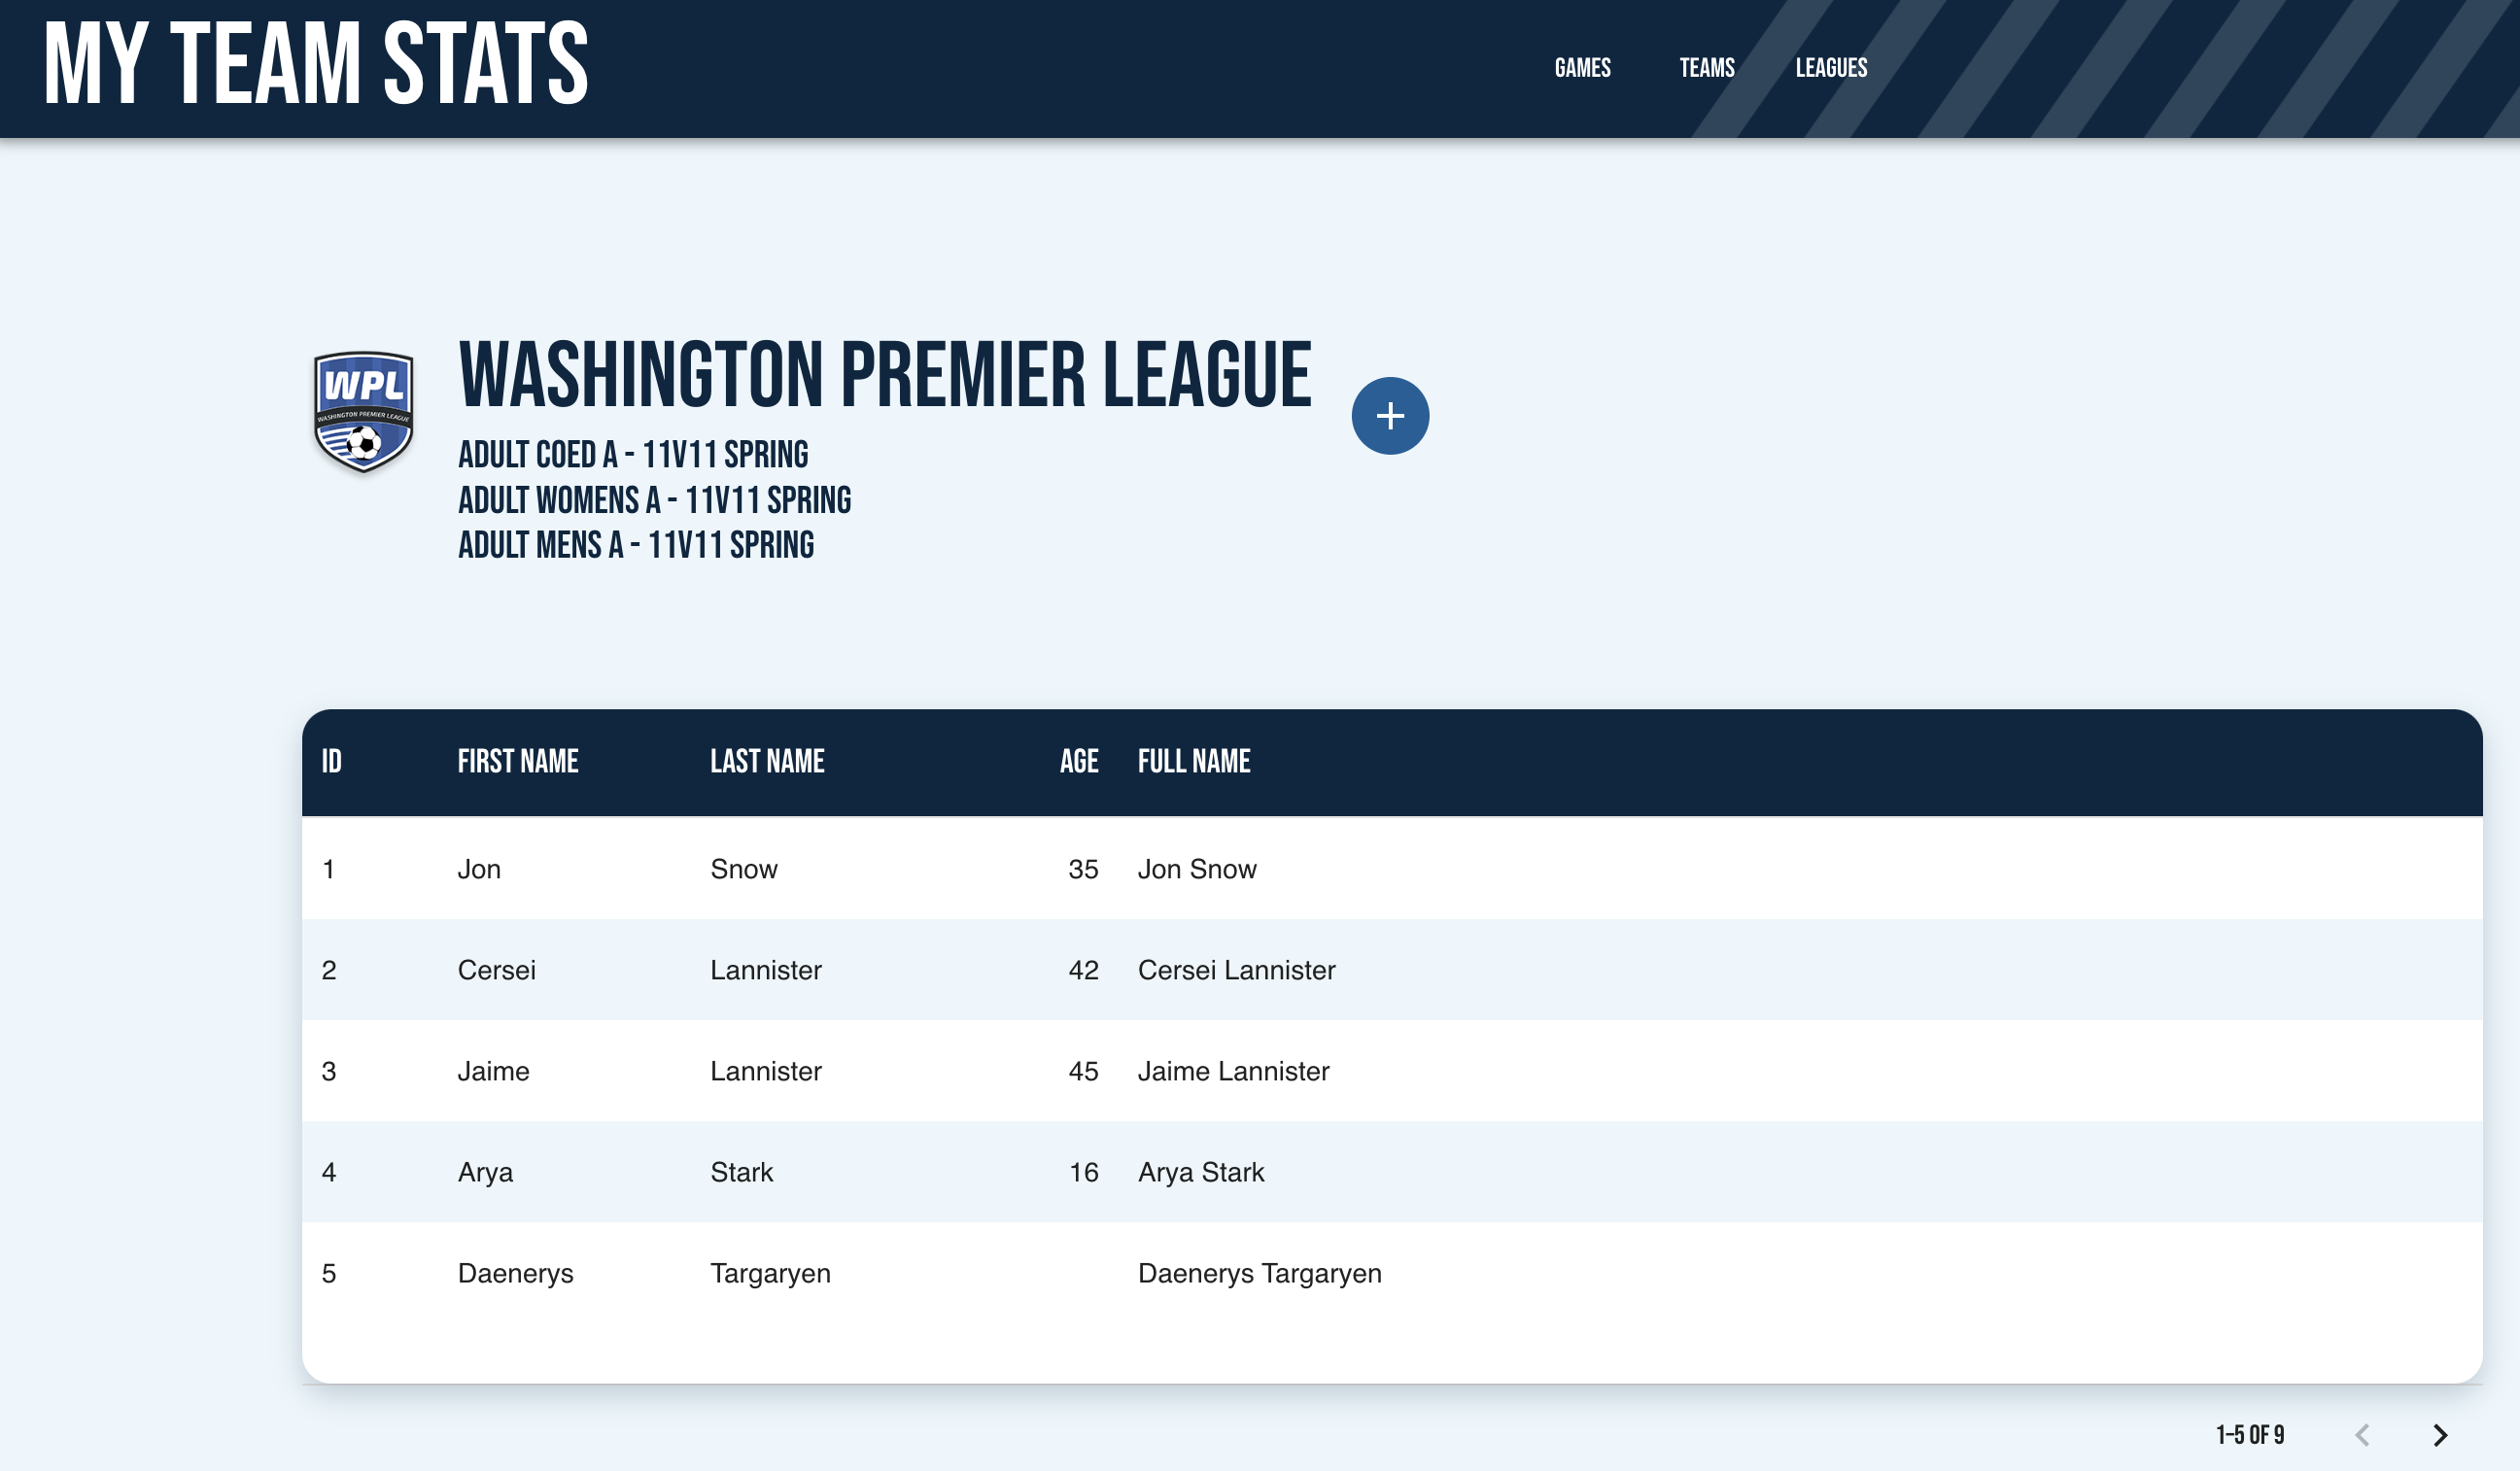 MY TEAM STATS
GAMES TEAMS LEAGUES
WPL
WASHINGTON PREMIER LEAGUE
WASHINGTON PREMIER LEAGUE
ADULT COED A - 11V11 SPRING
ADULT WOMENS A - 11V11 SPRING
ADULT MENS A - 11V11 SPRING
ID FIRST NAME LAST NAME AGE FULL NAME
1 Jon Snow 35 Jon Snow
2 Cersei Lannister 42 Cersei Lannister
3 Jaime Lannister 45 Jaime Lannister
4 Arya Stark 16 Arya Stark
5 Daenerys Targaryen Daenerys Targaryen
1–5 OF 9